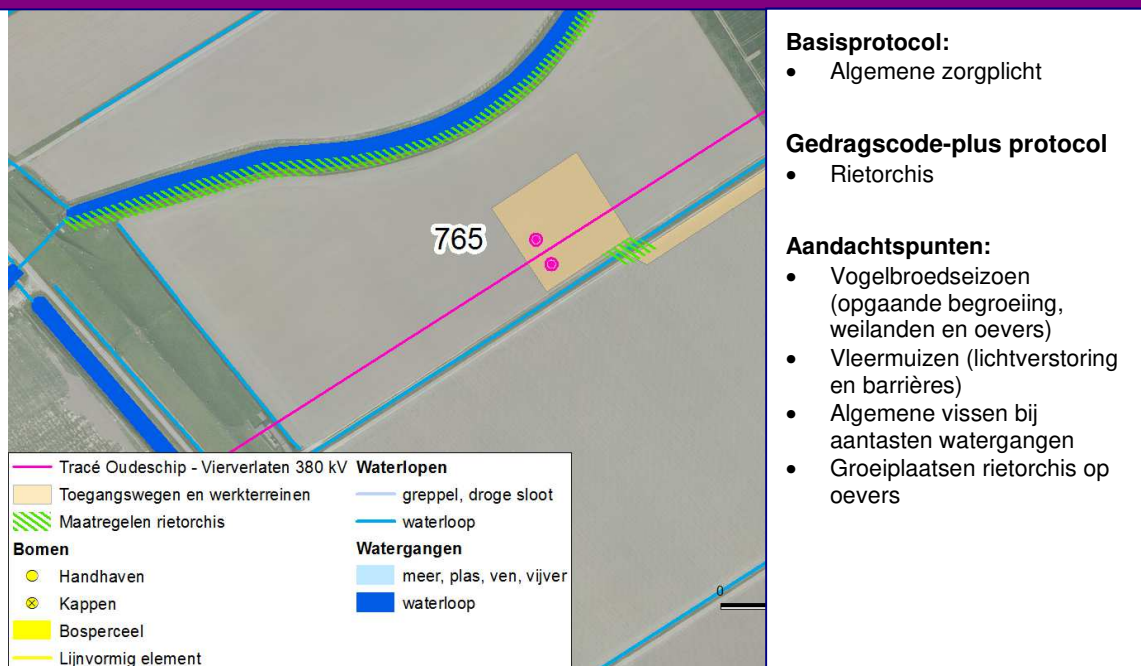 765
0
Tracé Oudeschip - Vierverlaten 380 kV
Toegangswegen en werkterreinen
Maatregelen rietorchis
Bomen
Handhaven
Kappen
Bosperceel
Lijnvormig element
Waterlopen
greppel, droge sloot
waterloop
Watergangen
meer, plas, ven, vijver
waterloop
Basisprotocol:
• Algemene zorgplicht
Gedragscode-plus protocol
• Rietorchis
Aandachtspunten:
• Vogelbroedseizoen
(opgaande begroeiing,
weilanden en oevers)
• Vleermuizen (lichtverstoring
en barrières)
• Algemene vissen bij
aantasten watergangen
• Groeiplaatsen rietorchis op
oevers